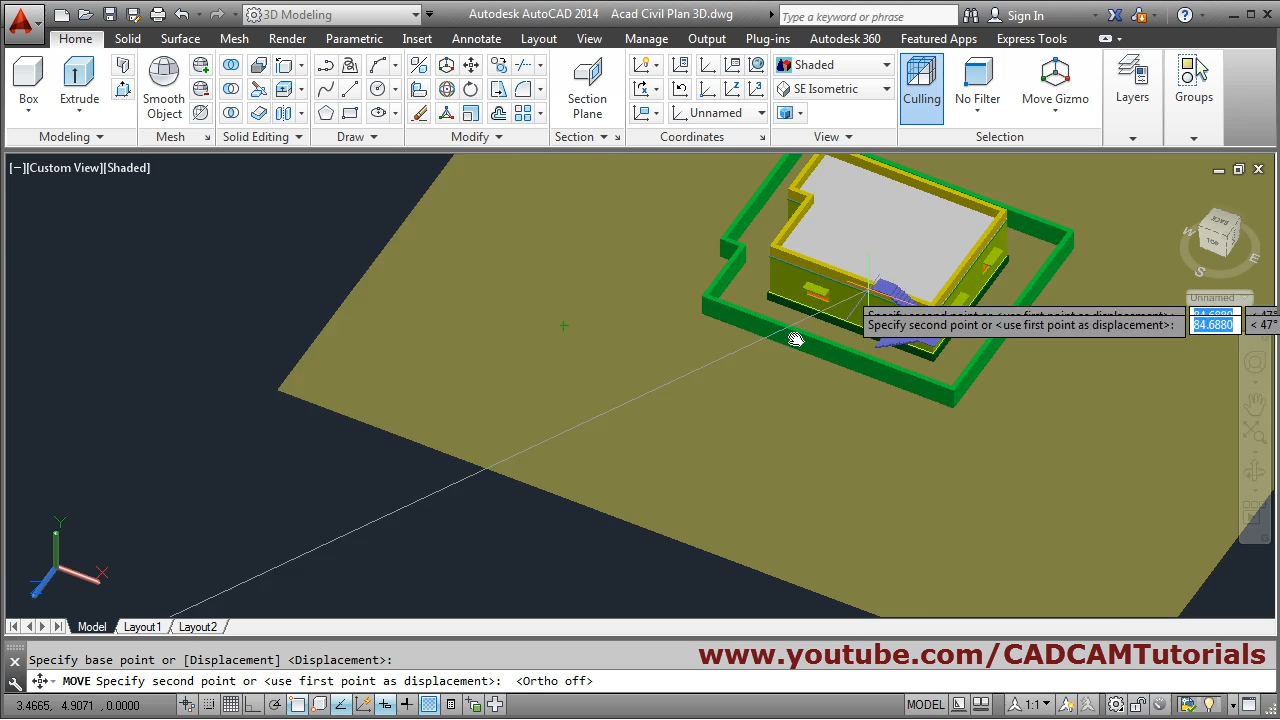 3D Modeling
Autodesk AutoCAD 2014 Acad Civil Plan 3D.dwg
Type a keyword or phrase
Sign In
Home Solid Surface Mesh Render Parametric Insert Annotate Layout View Manage Output Plug-ins Autodesk 360 Featured Apps Express Tools
Box
Extrude
Smooth
Object
Section
Plane
Unnamed
Shaded
SE Isometric
Culling
No Filter
Move Gizmo
Layers
Groups
Modeling
Mesh
Solid Editing
Draw
Modify
Section
Coordinates
View
Selection
[−][Custom View][Shaded]
BACK
TOP
W
S
E
Unnamed
Specify second point or <use first point as displacement>: 84.6880 < 47°
X
Y
Model Layout1 Layout2
Specify base point or [Displacement] <Displacement>:
MOVE Specify second point or <use first point as displacement>: <Ortho off>
www.youtube.com/CADCAMTutorials
3.4665, 4.9071, 0.0000
MODEL
1:1